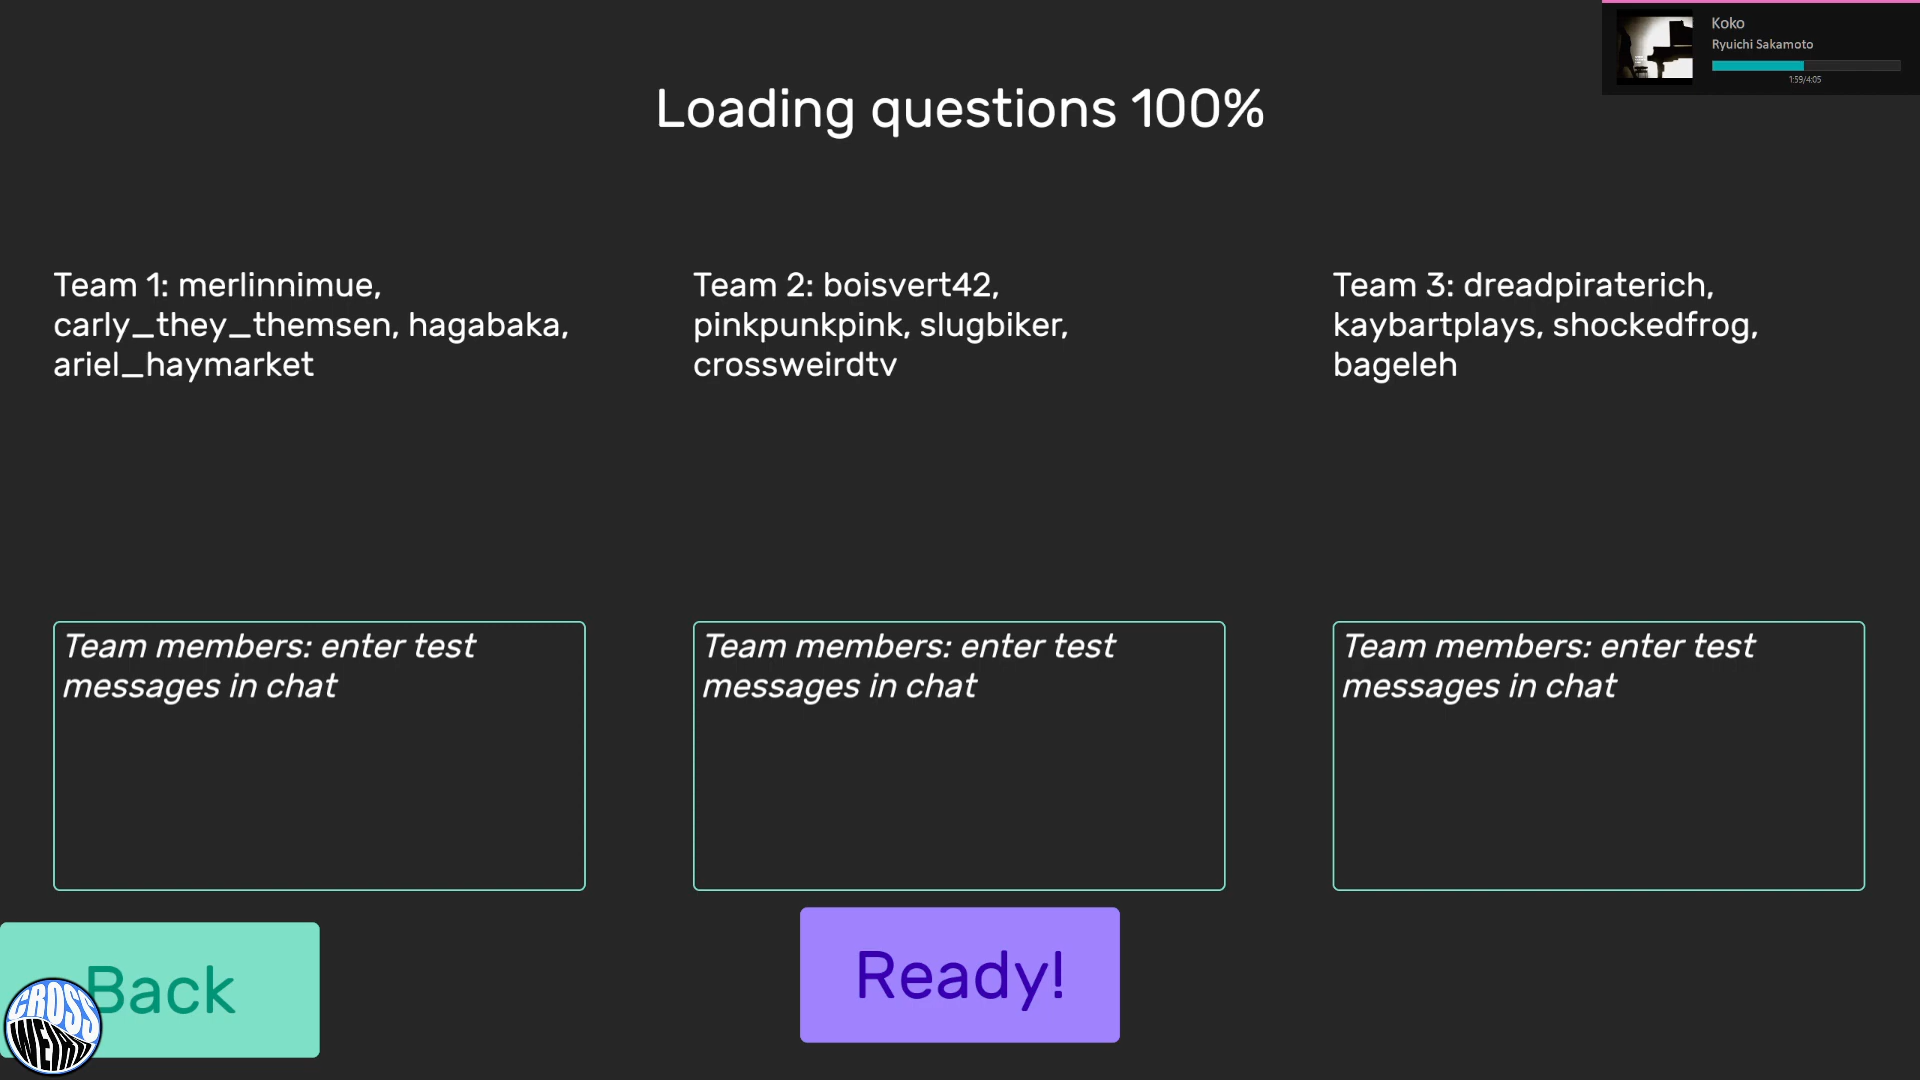 Koko
Ryuichi Sakamoto
1:59/4:05
Loading questions 100%
Team 1: merlinnimue,
carly_they_themsen, hagabaka,
ariel_haymarket
Team 2: boisvert42,
pinkpunkpink, slugbiker,
crossweirdtv
Team 3: dreadpiraterich,
kaybartplays, shockedfrog,
bageleh
Team members: enter test
messages in chat
Team members: enter test
messages in chat
Team members: enter test
messages in chat
Back
Ready!
CROSS
WEIRD